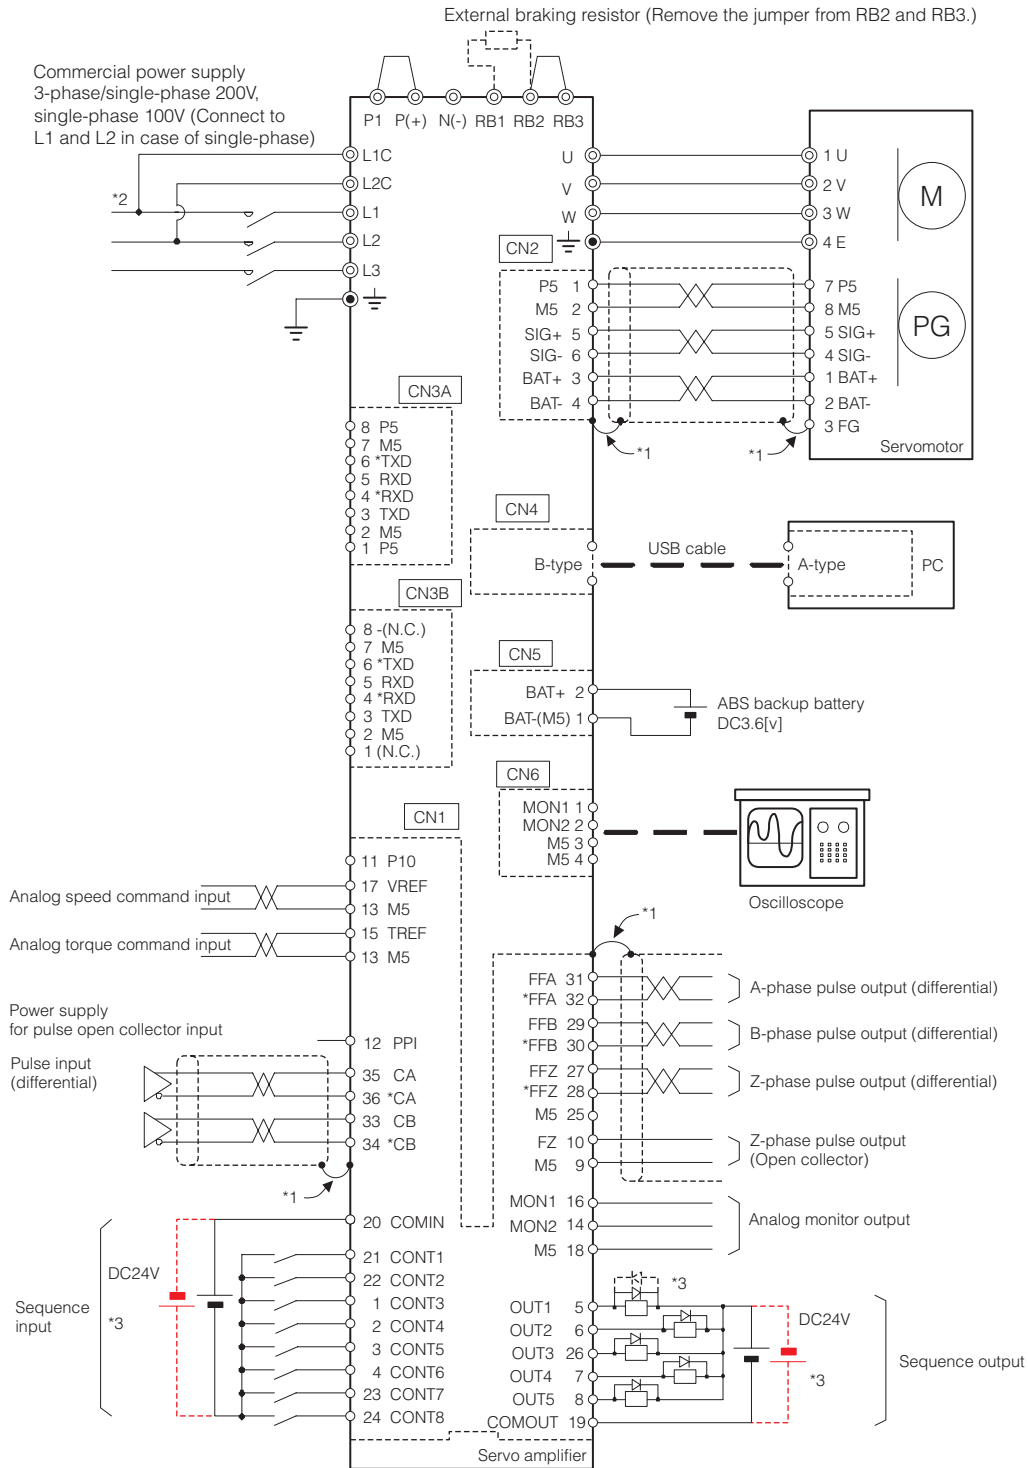 External braking resistor (Remove the jumper from RB2 and RB3.)
Commercial power supply
3-phase/single-phase 200V,
single-phase 100V (Connect to
L1 and L2 in case of single-phase)
P1 P(+) N(-) RB1 RB2 RB3
L1C
L2C
*2
L1
L2
L3
U
V
W
1 U
2 V
3 W
4 E
M
CN2
P5 1
M5 2
SIG+ 5
SIG- 6
BAT+ 3
BAT- 4
7 P5
8 M5
5 SIG+
4 SIG-
1 BAT+
2 BAT-
3 FG
PG
*1
*1
Servomotor
CN3A
8 P5
7 M5
6 *TXD
5 RXD
4 *RXD
3 TXD
2 M5
1 P5
CN4
B-type
USB cable
A-type
PC
CN3B
8 -(N.C.)
7 M5
6 *TXD
5 RXD
4 *RXD
3 TXD
2 M5
1 (N.C.)
CN5
BAT+ 2
BAT-(M5) 1
ABS backup battery
DC3.6[v]
CN6
MON1 1
MON2 2
M5 3
M5 4
Oscilloscope
CN1
11 P10
Analog speed command input
17 VREF
13 M5
Analog torque command input
15 TREF
13 M5
Power supply
for pulse open collector input
12 PPI
Pulse input
(differential)
35 CA
36 *CA
33 CB
34 *CB
*1
*1
FFA 31
*FFA 32
A-phase pulse output (differential)
FFB 29
*FFB 30
B-phase pulse output (differential)
FFZ 27
*FFZ 28
Z-phase pulse output (differential)
M5 25
FZ 10
M5 9
Z-phase pulse output
(Open collector)
MON1 16
MON2 14
M5 18
Analog monitor output
Sequence
input
DC24V
*3
20 COMIN
21 CONT1
22 CONT2
1 CONT3
2 CONT4
3 CONT5
4 CONT6
23 CONT7
24 CONT8
OUT1 5
OUT2 6
OUT3 26
OUT4 7
OUT5 8
COMOUT 19
*3
DC24V
*3
Sequence output
Servo amplifier